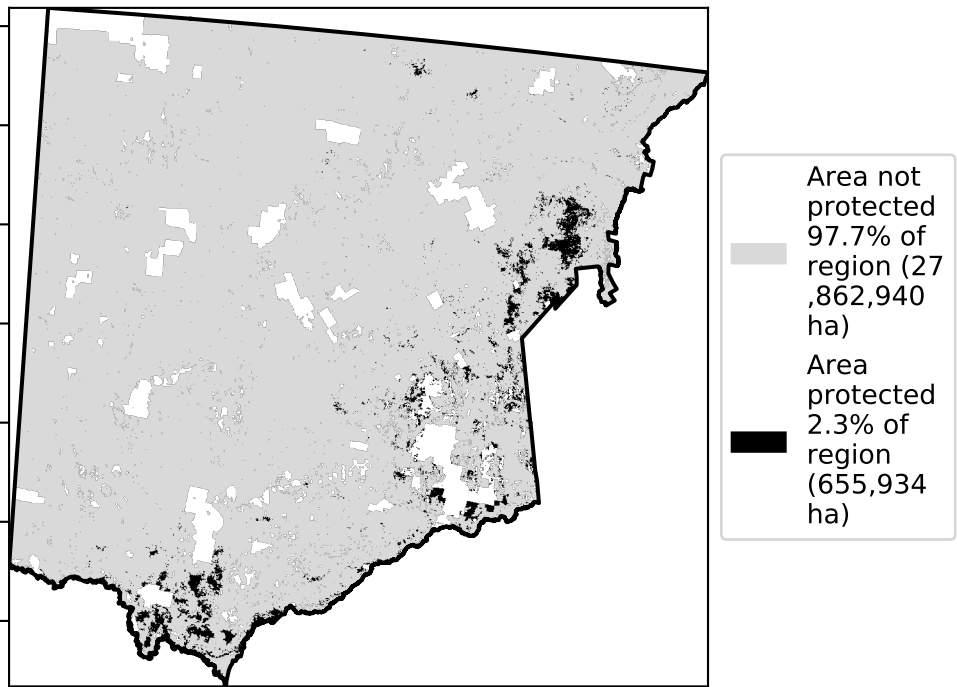 Area not
protected
97.7% of
region (27
,862,940
ha)
Area
protected
2.3% of
region
(655,934
ha)